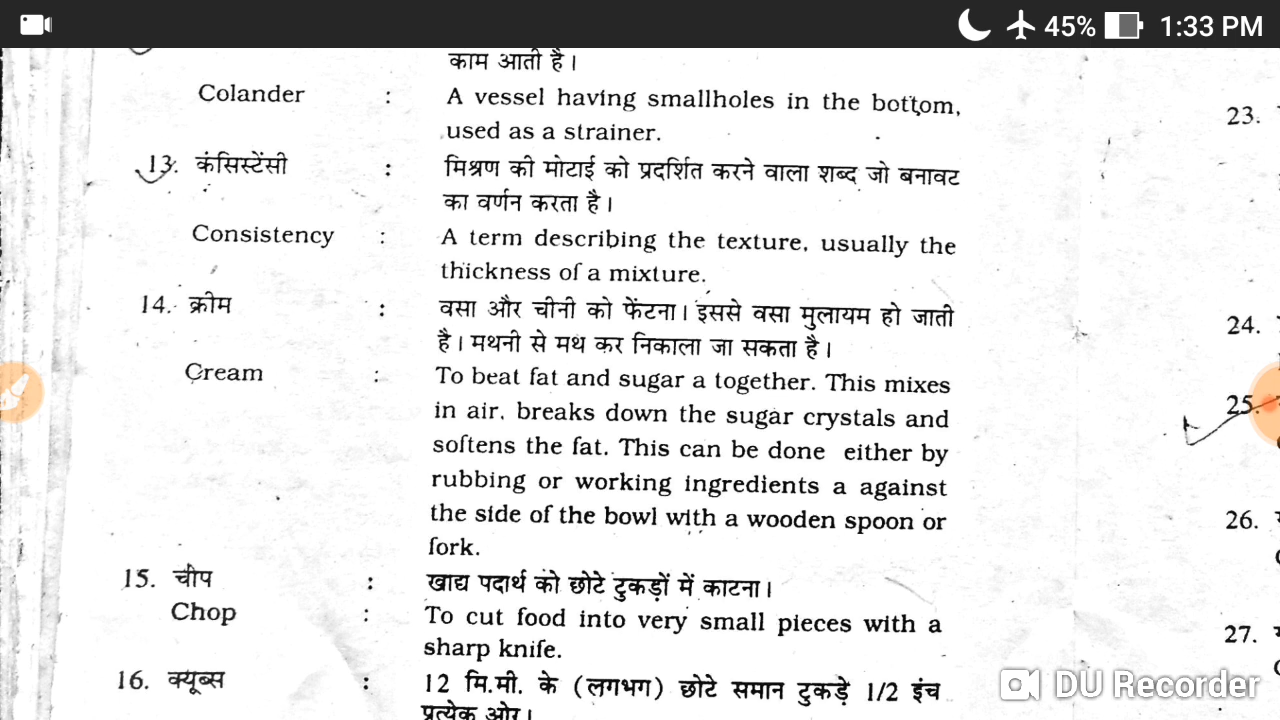 45% 1:33 PM
काम आती है।
Colander : A vessel having smallholes in the bottom,
used as a strainer.
13. कंसिस्टेंसी : मिश्रण की मोटाई को प्रदर्शित करने वाला शब्द जो बनावट
का वर्णन करता है।
Consistency : A term describing the texture, usually the
thickness of a mixture.
14. क्रीम : वसा और चीनी को फेंटना। इससे वसा मुलायम हो जाती
है। मथनी से मथ कर निकाला जा सकता है।
Cream : To beat fat and sugar a together. This mixes
in air, breaks down the sugar crystals and
softens the fat. This can be done either by
rubbing or working ingredients a against
the side of the bowl with a wooden spoon or
fork.
15. चीप : खाद्य पदार्थ को छोटे टुकड़ों में काटना।
Chop : To cut food into very small pieces with a
sharp knife.
16. क्यूब्स : 12 मि.मी. के (लगभग) छोटे समान टुकड़ें 1/2 इंच
प्रत्येक ओर।
23.
24.
25.
26.
27.
DU Recorder